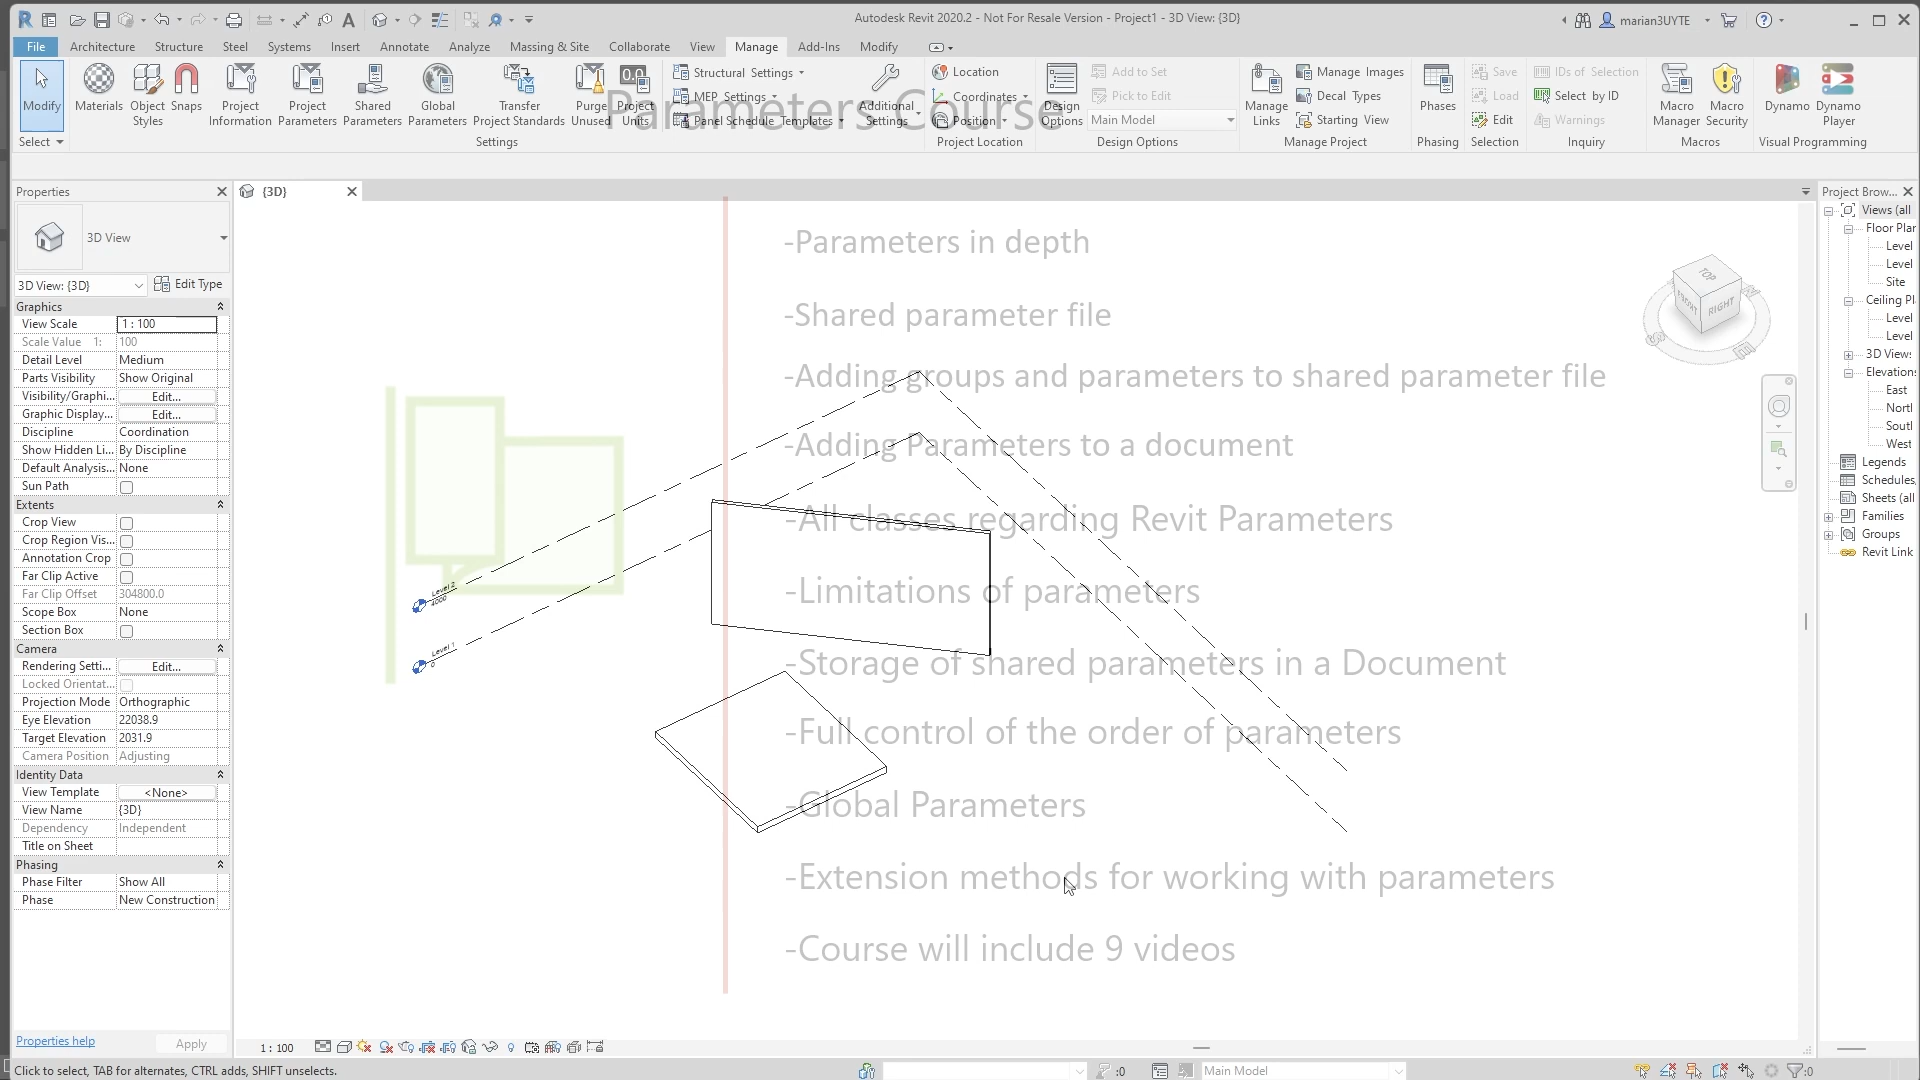 Autodesk Revit 2020.2 - Not For Resale Version - Project1 - 3D View: {3D}
marian3UYTE
File Architecture Structure Steel Systems Insert Annotate Analyze Massing & Site Collaborate View Manage Add-Ins Modify
Modify
Materials
Object Styles
Snaps
Project Information
Project Parameters
Shared Parameters
Global Parameters
Transfer Project Standards
Purge Unused
Project Units
Structural Settings
MEP Settings
Panel Schedule Templates
Additional Settings
Location
Coordinates
Position
Design Options
Add to Set
Pick to Edit
Main Model
Manage Links
Manage Images
Decal Types
Starting View
Phases
Save
Load
Edit
IDs of Selection
Select by ID
Warnings
Macro Manager
Macro Security
Dynamo
Dynamo Player
Select
Settings
Project Location
Design Options
Manage Project
Phasing
Selection
Inquiry
Macros
Visual Programming
Parameters Course
Properties
3D View
3D View: {3D}
Edit Type
Graphics
View Scale 1 : 100
Scale Value 1: 100
Detail Level Medium
Parts Visibility Show Original
Visibility/Graphi... Edit...
Graphic Display... Edit...
Discipline Coordination
Show Hidden Li... By Discipline
Default Analysis... None
Sun Path
Extents
Crop View
Crop Region Vis...
Annotation Crop
Far Clip Active
Far Clip Offset 304800.0
Scope Box None
Section Box
Camera
Rendering Setti... Edit...
Locked Orientat...
Projection Mode Orthographic
Eye Elevation 22038.9
Target Elevation 2031.9
Camera Position Adjusting
Identity Data
View Template <None>
View Name {3D}
Dependency Independent
Title on Sheet
Phasing
Phase Filter Show All
Phase New Construction
Properties help
Apply
{3D}
-Parameters in depth
-Shared parameter file
-Adding groups and parameters to shared parameter file
-Adding Parameters to a document
-All classes regarding Revit Parameters
-Limitations of parameters
-Storage of shared parameters in a Document
-Full control of the order of parameters
-Global Parameters
-Extension methods for working with parameters
-Course will include 9 videos
Level 2
4000
Level 1
0
TOP
FRONT
RIGHT
S
E
Project Brow...
Views (all
Floor Plar
Level
Level
Site
Ceiling Pl
Level
Level
3D Views
Elevations
East
North
South
West
Legends
Schedules
Sheets (all
Families
Groups
Revit Link
1 : 100
Click to select, TAB for alternates, CTRL adds, SHIFT unselects.
:0
Main Model
:0